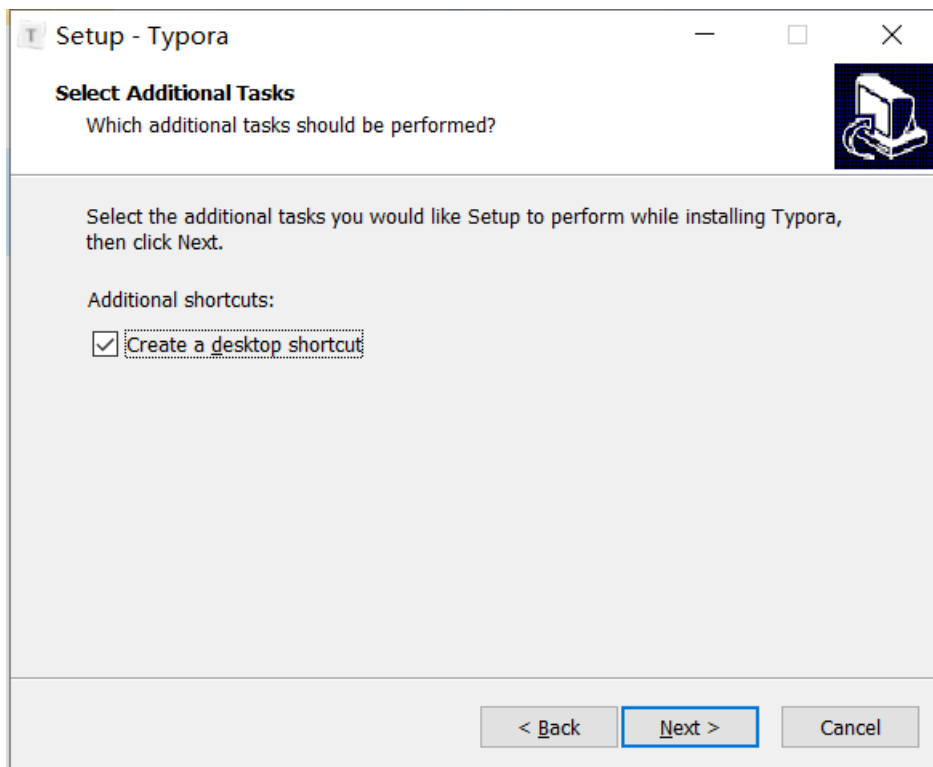 T Setup - Typora
Select Additional Tasks
Which additional tasks should be performed?
Select the additional tasks you would like Setup to perform while installing Typora,
then click Next.
Additional shortcuts:
Create a desktop shortcut
< Back Next > Cancel